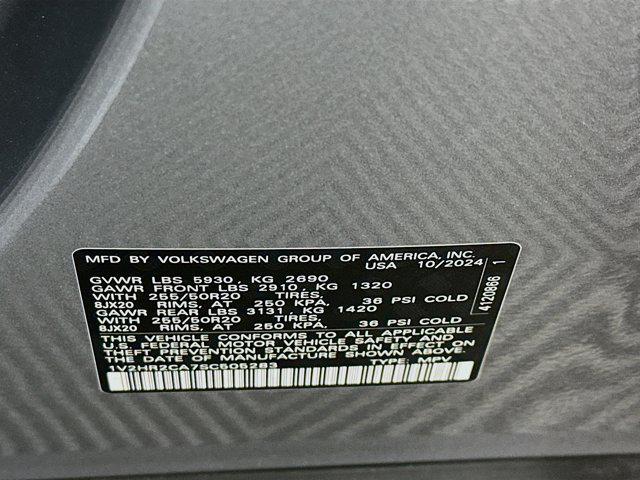 MFD BY VOLKSWAGEN GROUP OF AMERICA, INC.
USA 10/2024
GVWR LBS 5930, KG 2690
GAWR FRONT LBS 2910, KG 1320
WITH 255/50R20 TIRES,
8JX20 RIMS, AT 250 KPA. 36 PSI COLD
GAWR REAR LBS 3131, KG 1420
WITH 255/50R20 TIRES,
8JX20 RIMS, AT 250 KPA. 36 PSI COLD
THIS VEHICLE CONFORMS TO ALL APPLICABLE
U.S. FEDERAL MOTOR VEHICLE SAFETY AND
THEFT PREVENTION STANDARDS IN EFFECT ON
THE DATE OF MANUFACTURE SHOWN ABOVE.
1V2HR2CA7SC505283 TYPE: MPV
4120866 1